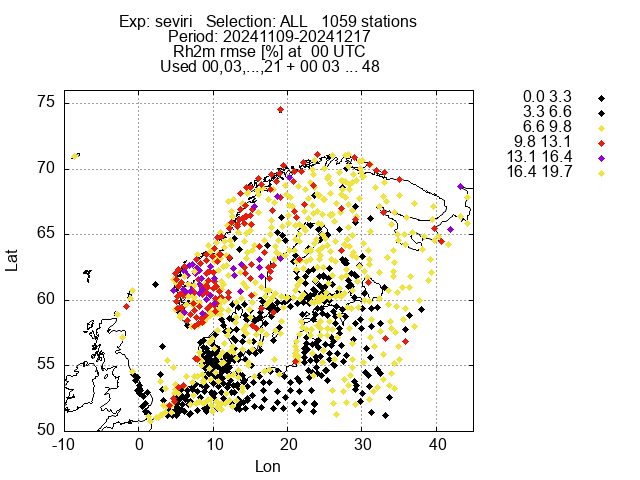 Exp: seviri   Selection: ALL   1059 stations
Period: 20241109-20241217
Rh2m rmse [%] at  00 UTC
Used 00,03,...,21 + 00 03 ... 48
0.0 3.3
3.3 6.6
6.6 9.8
9.8 13.1
13.1 16.4
16.4 19.7
75
70
65
60
55
50
Lat
-10 0 10 20 30 40
Lon